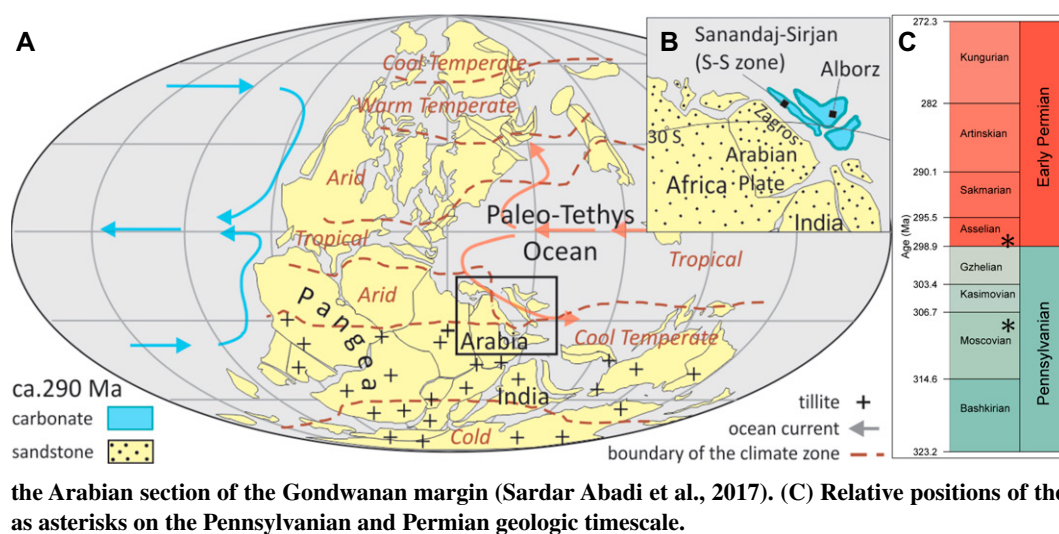 A
Cool Temperate
Warm Temperate
Arid
Tropical
Paleo-Tethys
Ocean
Tropical
Arid
Pangea
Arabia
India
Cool Temperate
Cold
ca.290 Ma
carbonate
sandstone
tillite
ocean current
boundary of the climate zone
B
Sanandaj-Sirjan
(S-S zone)
Alborz
Zagros
30 S
Arabian
Africa Plate
India
C
272.3
Kungurian
282
Artinskian
290.1
Sakmarian
295.5
Asselian
*
298.9
Gzhelian
303.4
Kasimovian
306.7
*
Moscovian
314.6
Bashkirian
323.2
Age (Ma)
Early Permian
Pennsylvanian
the Arabian section of the Gondwanan margin (Sardar Abadi et al., 2017). (C) Relative positions of the
as asterisks on the Pennsylvanian and Permian geologic timescale.